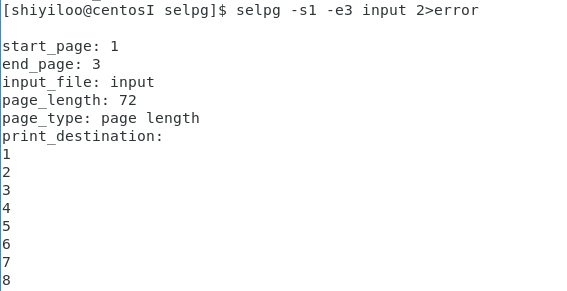 [shiyiloo@centosI selpg]$ selpg -s1 -e3 input 2>error
start_page: 1
end_page: 3
input_file: input
page_length: 72
page_type: page length
print_destination:
1
2
3
4
5
6
7
8